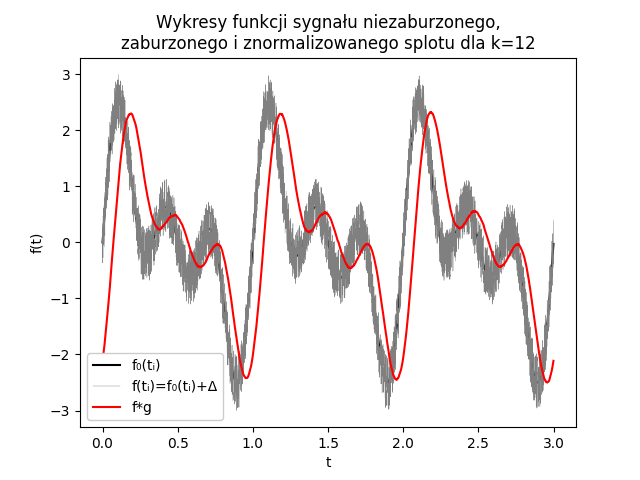 Wykresy funkcji sygnału niezaburzonego,
zaburzonego i znormalizowanego splotu dla k=12
f(t)
3
2
1
0
−1
−2
−3
f₀(tᵢ)
f(tᵢ)=f₀(tᵢ)+Δ
f*g
0.0 0.5 1.0 1.5 2.0 2.5 3.0
t